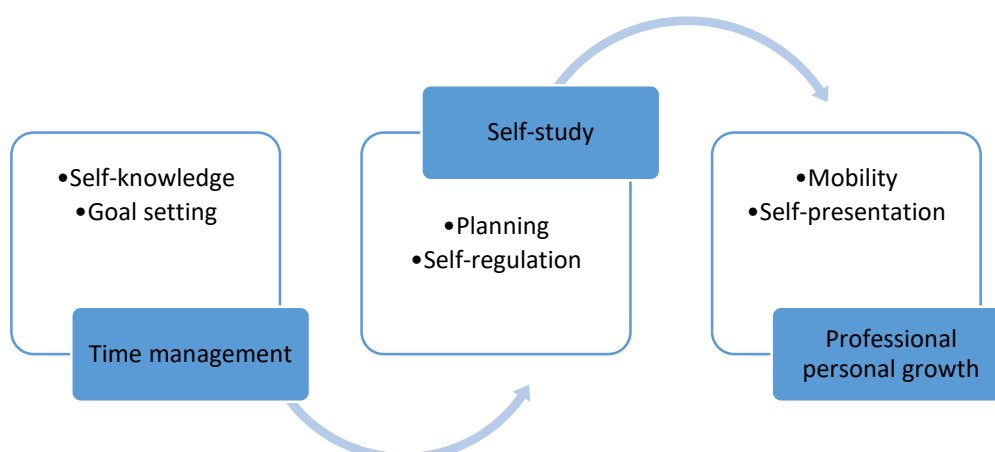 •Self-knowledge
•Goal setting
Time management
Self-study
•Planning
•Self-regulation
•Mobility
•Self-presentation
Professional
personal growth